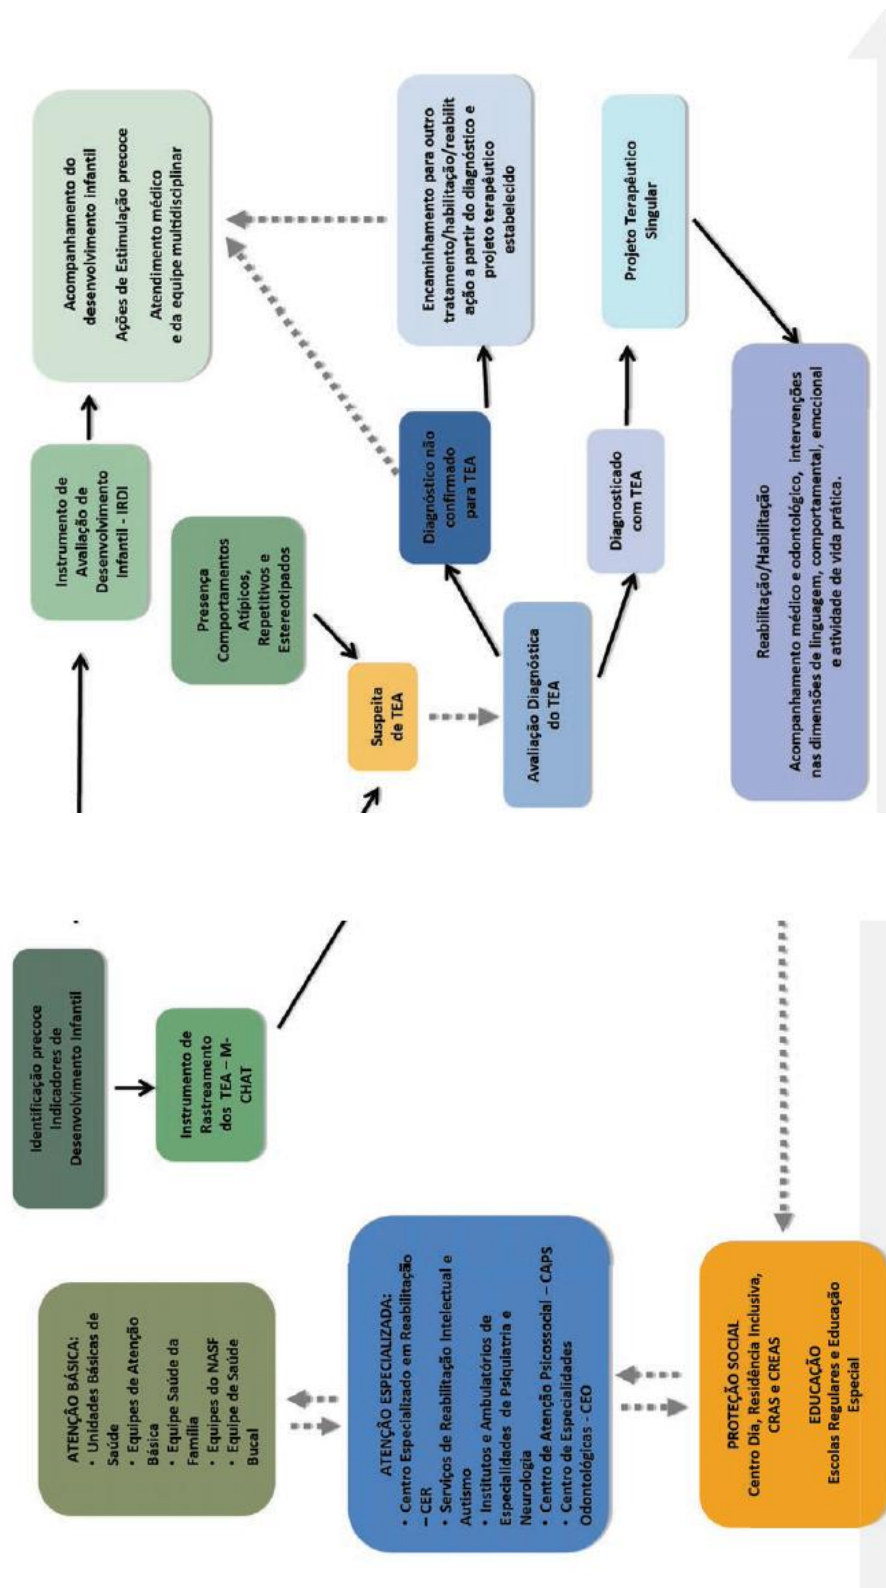 ATENÇÃO BÁSICA:
• Unidades Básicas de
Saúde
• Equipes de Atenção
Básica
• Equipe Saúde da
Família
• Equipes do NASF
• Equipe de Saúde
Bucal
ATENÇÃO ESPECIALIZADA:
• Centro Especializado em Reabilitação
– CER
• Serviços de Reabilitação Intelectual e
Autismo
• Institutos e Ambulatórios de
Especialidades de Psiquiatria e
Neurologia
• Centro de Atenção Psicossocial – CAPS
• Centro de Especialidades
Odontológicas - CEO
PROTEÇÃO SOCIAL
Centro Dia, Residência Inclusiva,
CRAS e CREAS
EDUCAÇÃO
Escolas Regulares e Educação
Especial
Identificação precoce
Indicadores de
Desenvolvimento Infantil
Instrumento de
Rastreamento
dos TEA – M-
CHAT
Instrumento de
Avaliação de
Desenvolvimento
Infantil - IRDI
Acompanhamento do
desenvolvimento infantil
Ações de Estimulação precoce
Atendimento médico
e da equipe multidisciplinar
Presença
Comportamentos
Atípicos,
Repetitivos e
Estereotipados
Suspeita
de TEA
Avaliação Diagnóstica
do TEA
Diagnóstico não
confirmado
para TEA
Encaminhamento para outro
tratamento/habilitação/reabilit
ação a partir do diagnóstico e
projeto terapêutico
estabelecido
Diagnosticado
com TEA
Projeto Terapêutico
Singular
Reabilitação/Habilitação
Acompanhamento médico e odontológico, intervenções
nas dimensões de linguagem, comportamental, emocional
e atividade de vida prática.